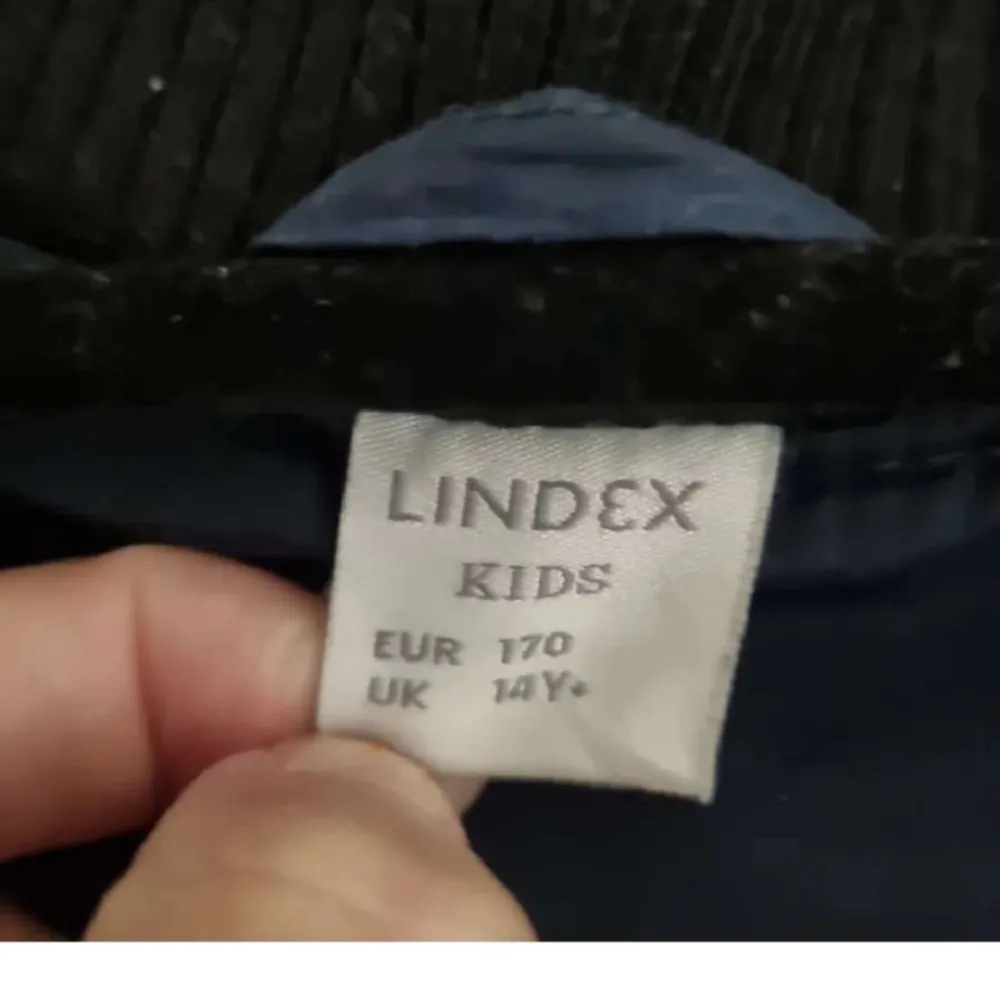 LINDEX
KIDS
EUR 170
UK 14Y+